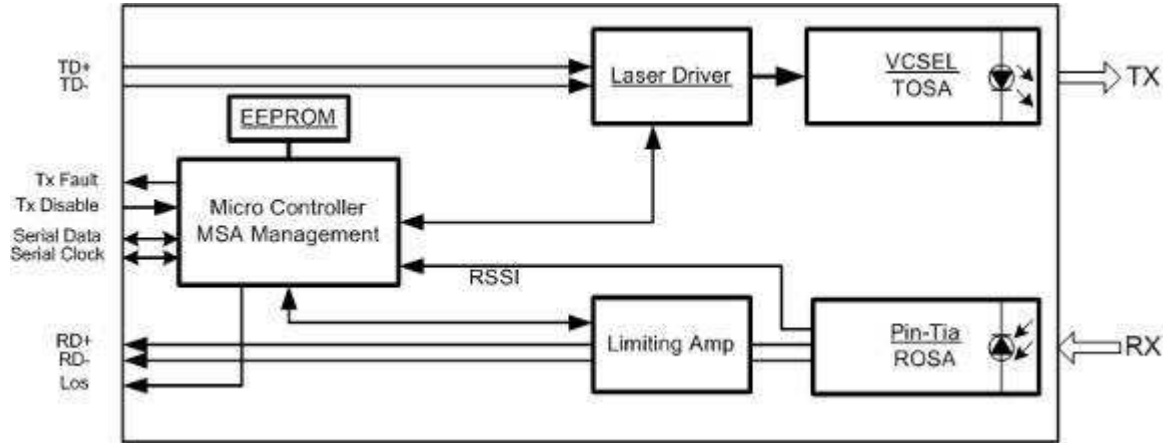 TD+
TD-
Laser Driver
VCSEL
TOSA
TX
EEPROM
Tx Fault
Tx Disable
Serial Data
Serial Clock
Micro Controller
MSA Management
RSSI
RD+
RD-
Los
Limiting Amp
Pin-Tia
ROSA
RX